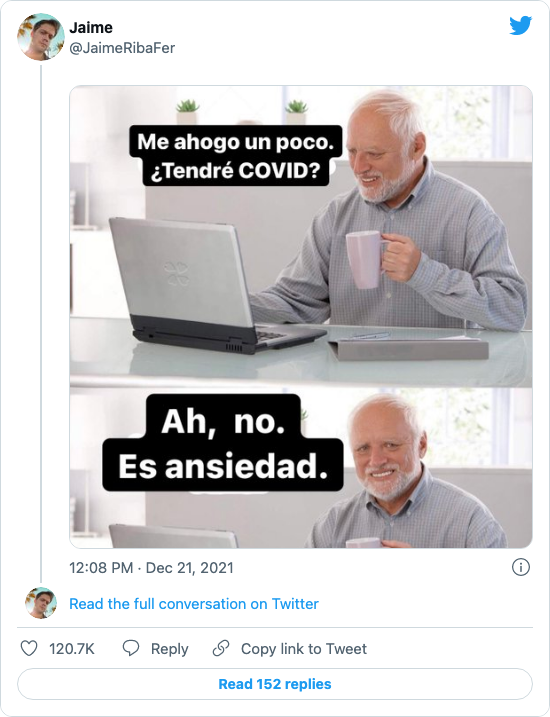 Jaime
@JaimeRibaFer
Me ahogo un poco.
¿Tendré COVID?
Ah, no.
Es ansiedad.
12:08 PM · Dec 21, 2021
Read the full conversation on Twitter
120.7K Reply Copy link to Tweet
Read 152 replies